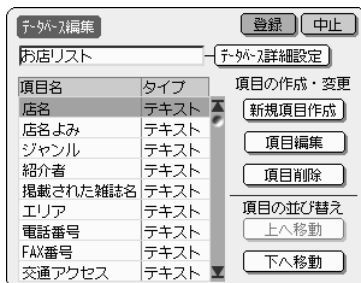 データベース編集 登録 中止
お店リスト データベース詳細設定
項目名 タイプ 項目の作成・変更
店名 テキスト 新規項目作成
店名よみ テキスト
ジャンル テキスト 項目編集
紹介者 テキスト 項目削除
掲載された雑誌名 テキスト
エリア テキスト 項目の並び替え
電話番号 テキスト 上へ移動
FAX番号 テキスト
交通アクセス テキスト 下へ移動